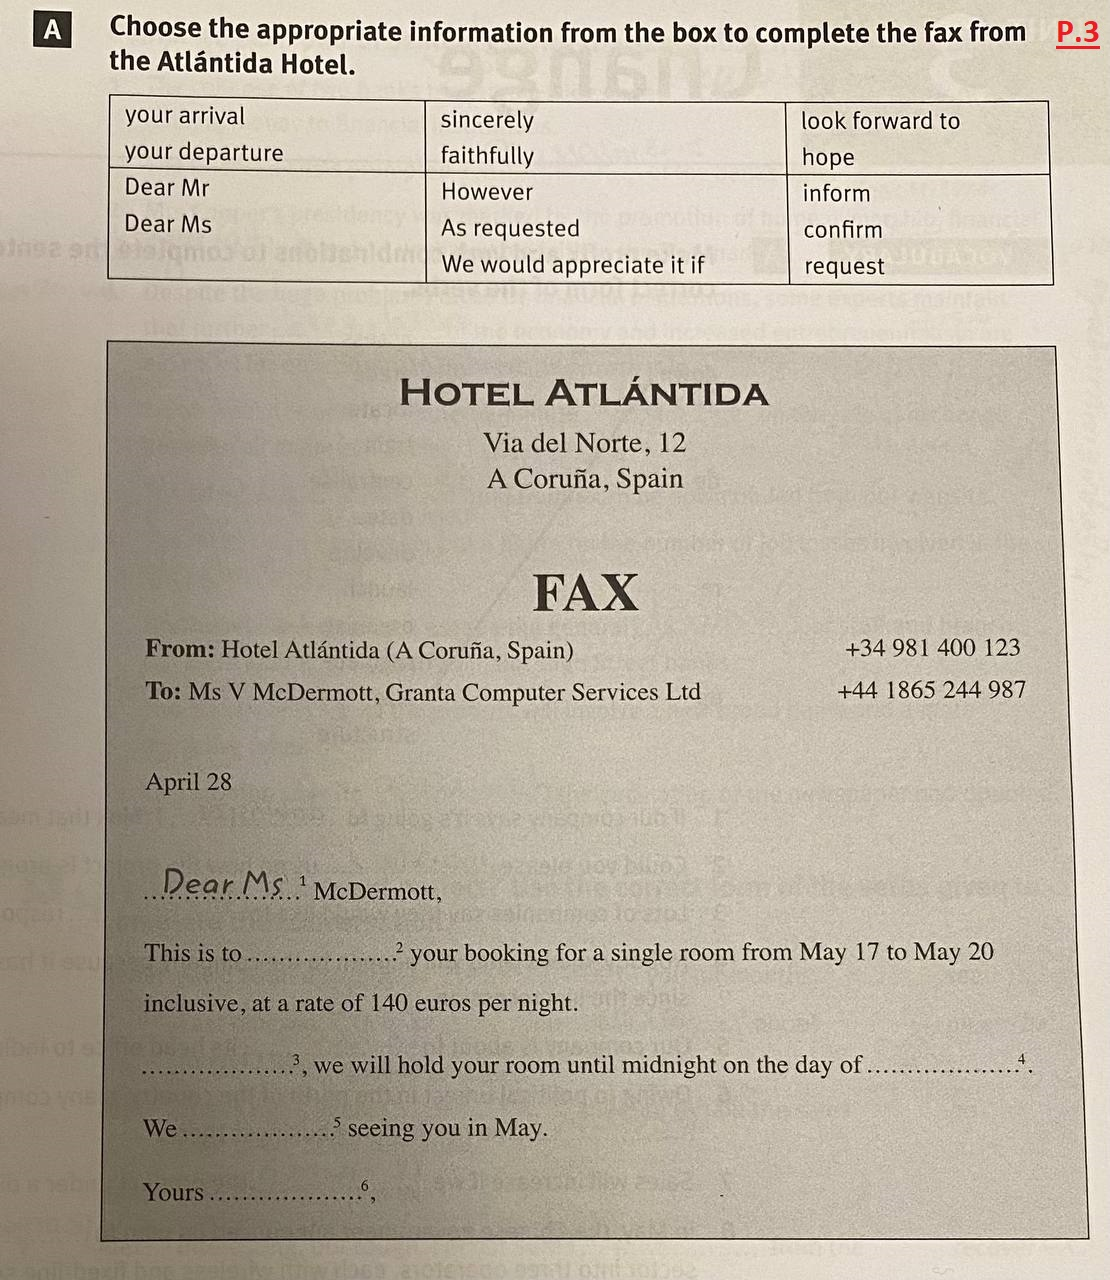 A Choose the appropriate information from the box to complete the fax from P.3
the Atlántida Hotel.
your arrival
your departure
sincerely
faithfully
look forward to
hope
Dear Mr
Dear Ms
However
As requested
We would appreciate it if
inform
confirm
request
HOTEL ATLÁNTIDA
Via del Norte, 12
A Coruña, Spain
FAX
From: Hotel Atlántida (A Coruña, Spain) +34 981 400 123
To: Ms V McDermott, Granta Computer Services Ltd +44 1865 244 987
April 28
Dear Ms 1 McDermott,
This is to ................... 2 your booking for a single room from May 17 to May 20
inclusive, at a rate of 140 euros per night.
................... 3, we will hold your room until midnight on the day of ................... 4.
We ................... 5 seeing you in May.
Yours ................... 6,